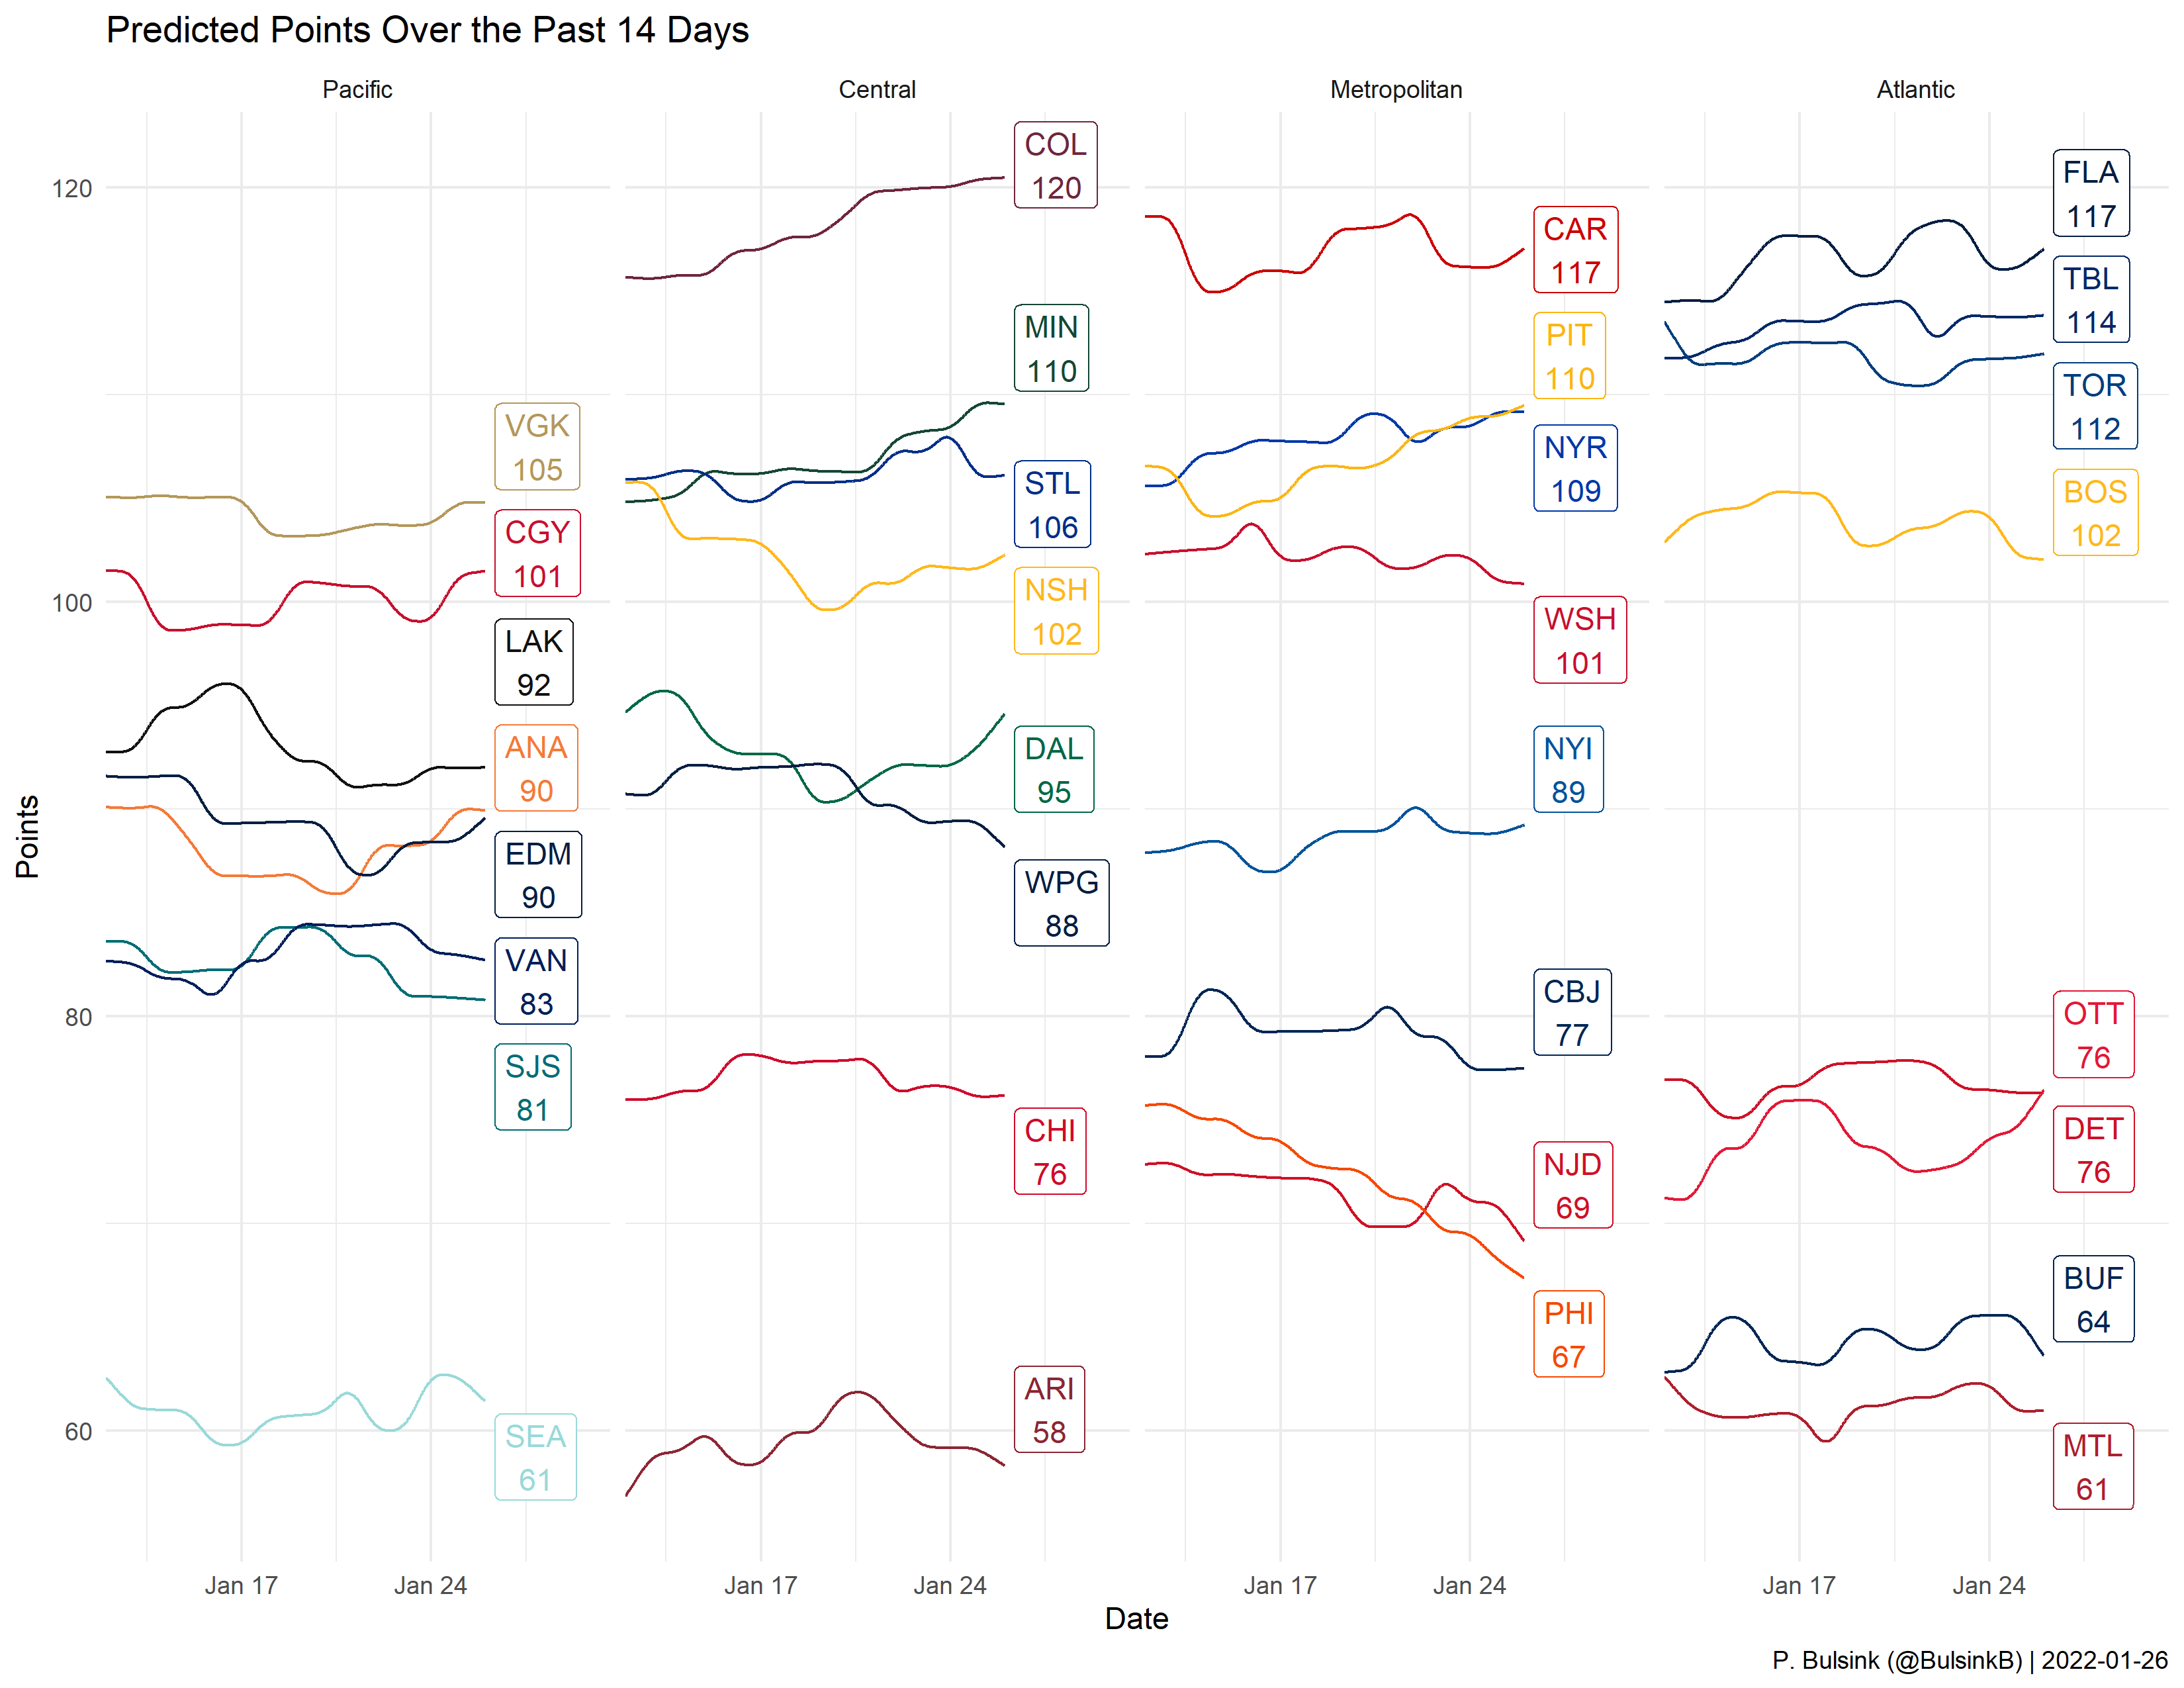 Predicted Points Over the Past 14 Days
Pacific
Central
Metropolitan
Atlantic
Points
120
100
80
60
VGK
105
CGY
101
LAK
92
ANA
90
EDM
90
VAN
83
SJS
81
SEA
61
COL
120
MIN
110
STL
106
NSH
102
DAL
95
WPG
88
CHI
76
ARI
58
CAR
117
PIT
110
NYR
109
WSH
101
NYI
89
CBJ
77
NJD
69
PHI
67
FLA
117
TBL
114
TOR
112
BOS
102
OTT
76
DET
76
BUF
64
MTL
61
Jan 17
Jan 24
Jan 17
Jan 24
Jan 17
Jan 24
Jan 17
Jan 24
Date
P. Bulsink (@BulsinkB) | 2022-01-26